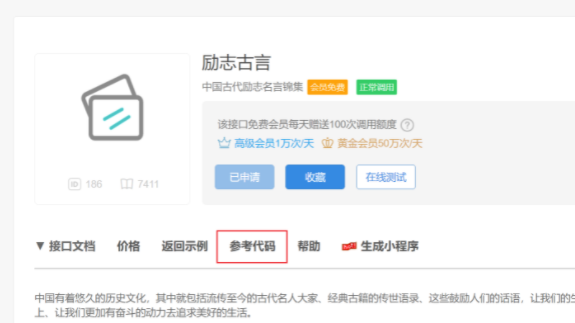 励志古言
中国古代励志名言锦集 会员免费 正常调用
该接口免费会员每天赠送100次调用额度 ?
高级会员1万次/天 黄金会员50万次/天
ID 186 7411
已申请 收藏 在线测试
▼ 接口文档 价格 返回示例 参考代码 帮助 生成小程序
中国有着悠久的历史文化，其中就包括流传至今的古代名人大家、经典古籍的传世语录、这些鼓励人们的话语，让我们的生
上、让我们更加有奋斗的动力去追求美好的生活。